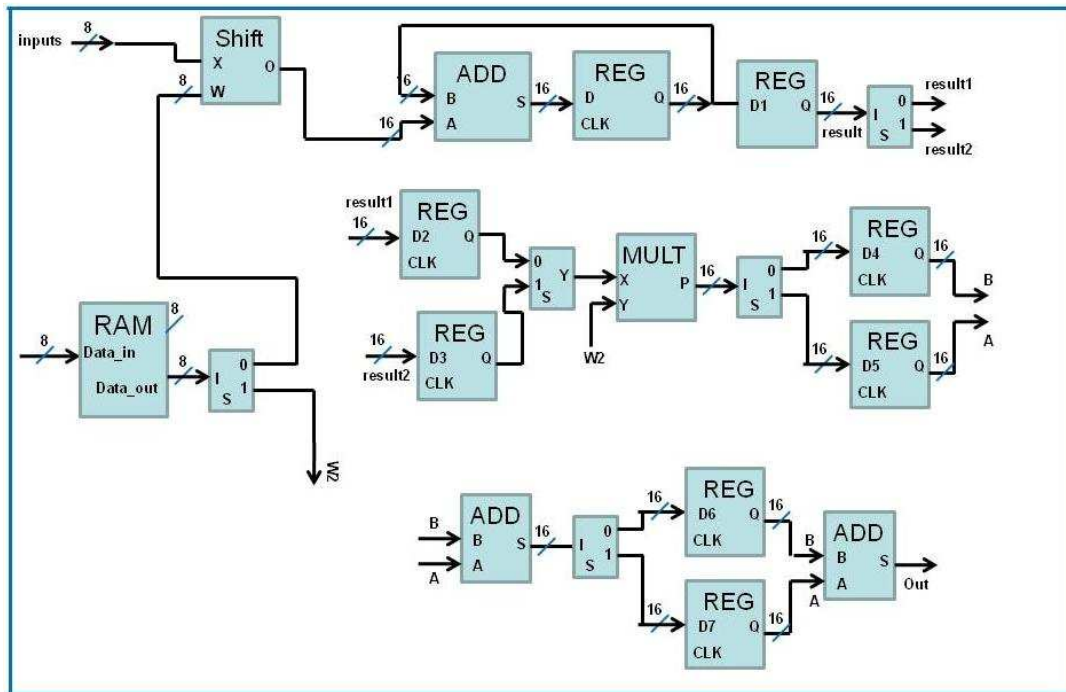 inputs
8
Shift
X
O
W
8
16
16
ADD
B
S
A
16
REG
D
Q
CLK
16
REG
D1
Q
16
result
I
0
1
S
result1
result2
result1
16
REG
D2
Q
CLK
16
result2
REG
D3
Q
CLK
0
1
Y
S
MULT
X
P
Y
W2
16
I
0
1
S
16
REG
D4
Q
CLK
16
B
16
REG
D5
Q
CLK
16
A
8
RAM
8
Data_in
Data_out
8
I
0
1
S
W2
B
A
ADD
B
S
A
16
I
0
1
S
16
REG
D6
Q
CLK
16
16
REG
D7
Q
CLK
16
B
A
ADD
B
S
A
Out